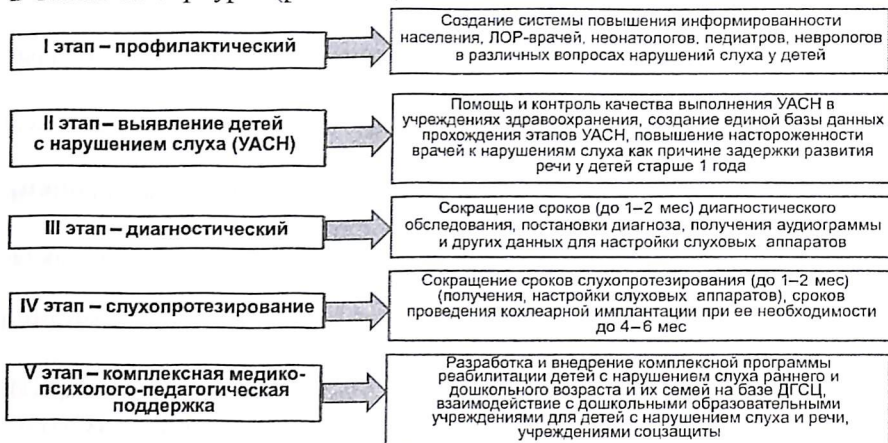 I этап – профилактический
Создание системы повышения информированности
населения, ЛОР-врачей, неонатологов, педиатров, неврологов
в различных вопросах нарушений слуха у детей
II этап – выявление детей
с нарушением слуха (УАСН)
Помощь и контроль качества выполнения УАСН в
учреждениях здравоохранения, создание единой базы данных
прохождения этапов УАСН, повышение настороженности
врачей к нарушениям слуха как причине задержки развития
речи у детей старше 1 года
III этап – диагностический
Сокращение сроков (до 1–2 мес) диагностического
обследования, постановки диагноза, получения аудиограммы
и других данных для настройки слуховых аппаратов
IV этап – слухопротезирование
Сокращение сроков слухопротезирования (до 1–2 мес)
(получения, настройки слуховых аппаратов), сроков
проведения кохлеарной имплантации при ее необходимости
до 4–6 мес
V этап – комплексная медико-
психолого-педагогическая
поддержка
Разработка и внедрение комплексной программы
реабилитации детей с нарушением слуха раннего и
дошкольного возраста и их семей на базе ДГСЦ,
взаимодействие с дошкольными образовательными
учреждениями для детей с нарушением слуха и речи,
учреждениями соцзащиты